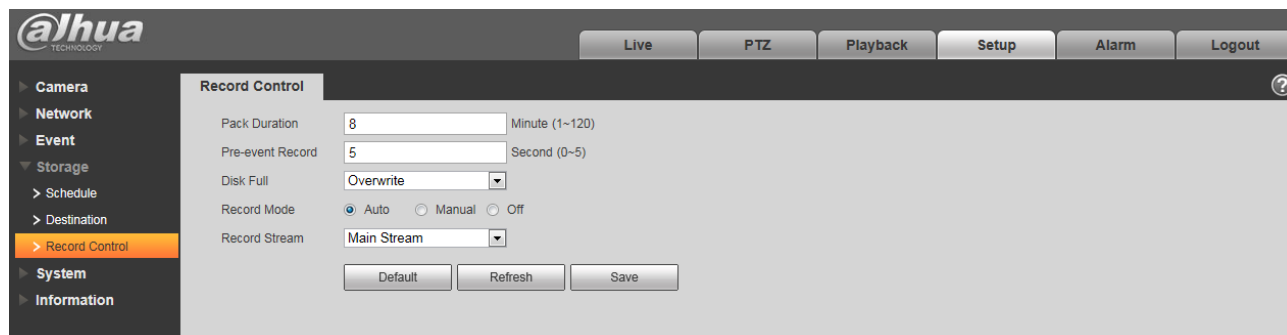 alhua
TECHNOLOGY
Live PTZ Playback Setup Alarm Logout
Camera
Network
Event
Storage
> Schedule
> Destination
> Record Control
System
Information
Record Control ?
Pack Duration 8 Minute (1~120)
Pre-event Record 5 Second (0~5)
Disk Full Overwrite
Record Mode Auto Manual Off
Record Stream Main Stream
Default Refresh Save